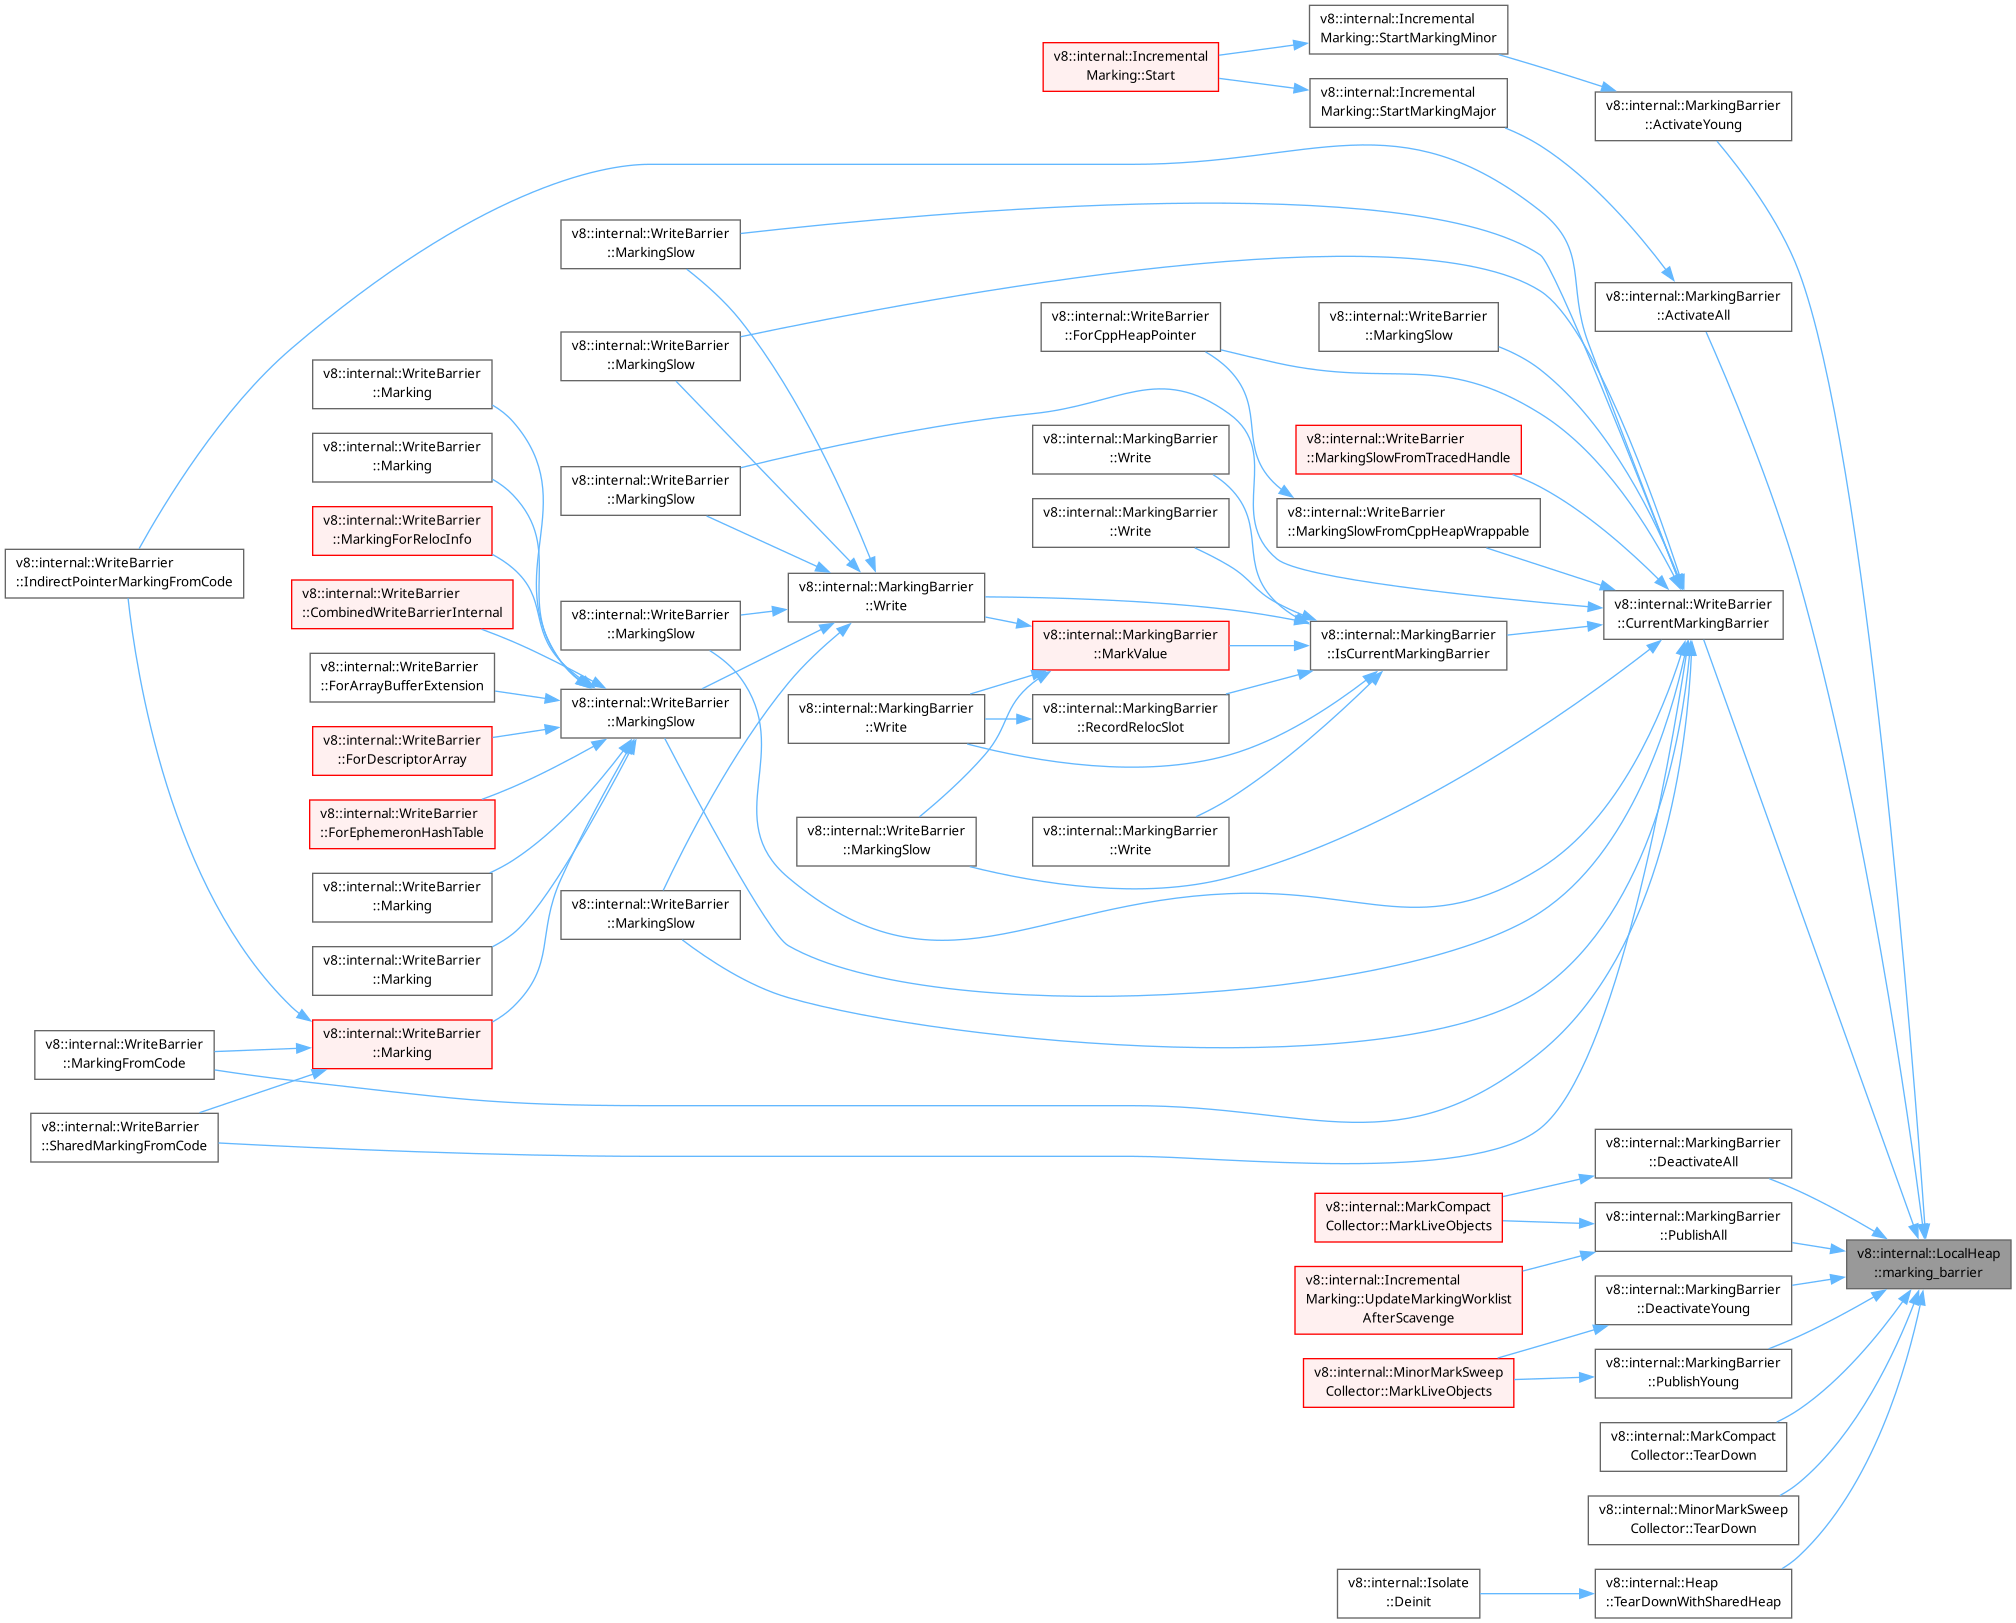 v8::internal::Incremental
Marking::StartMarkingMinor
v8::internal::Incremental
Marking::Start
v8::internal::Incremental
Marking::StartMarkingMajor
v8::internal::MarkingBarrier
::ActivateYoung
v8::internal::WriteBarrier
::MarkingSlow
v8::internal::MarkingBarrier
::ActivateAll
v8::internal::WriteBarrier
::ForCppHeapPointer
v8::internal::WriteBarrier
::MarkingSlow
v8::internal::WriteBarrier
::MarkingSlow
v8::internal::WriteBarrier
::Marking
v8::internal::MarkingBarrier
::Write
v8::internal::WriteBarrier
::MarkingSlowFromTracedHandle
v8::internal::WriteBarrier
::Marking
v8::internal::WriteBarrier
::MarkingSlow
v8::internal::MarkingBarrier
::Write
v8::internal::WriteBarrier
::MarkingSlowFromCppHeapWrappable
v8::internal::WriteBarrier
::MarkingForRelocInfo
v8::internal::WriteBarrier
::IndirectPointerMarkingFromCode
v8::internal::MarkingBarrier
::Write
v8::internal::WriteBarrier
::CombinedWriteBarrierInternal
v8::internal::WriteBarrier
::CurrentMarkingBarrier
v8::internal::WriteBarrier
::MarkingSlow
v8::internal::MarkingBarrier
::MarkValue
v8::internal::MarkingBarrier
::IsCurrentMarkingBarrier
v8::internal::WriteBarrier
::ForArrayBufferExtension
v8::internal::WriteBarrier
::MarkingSlow
v8::internal::MarkingBarrier
::Write
v8::internal::MarkingBarrier
::RecordRelocSlot
v8::internal::WriteBarrier
::ForDescriptorArray
v8::internal::WriteBarrier
::ForEphemeronHashTable
v8::internal::WriteBarrier
::MarkingSlow
v8::internal::MarkingBarrier
::Write
v8::internal::WriteBarrier
::Marking
v8::internal::WriteBarrier
::MarkingSlow
v8::internal::WriteBarrier
::Marking
v8::internal::WriteBarrier
::Marking
v8::internal::WriteBarrier
::MarkingFromCode
v8::internal::WriteBarrier
::SharedMarkingFromCode
v8::internal::MarkingBarrier
::DeactivateAll
v8::internal::MarkCompact
Collector::MarkLiveObjects
v8::internal::MarkingBarrier
::PublishAll
v8::internal::LocalHeap
::marking_barrier
v8::internal::Incremental
Marking::UpdateMarkingWorklist
AfterScavenge
v8::internal::MarkingBarrier
::DeactivateYoung
v8::internal::MinorMarkSweep
Collector::MarkLiveObjects
v8::internal::MarkingBarrier
::PublishYoung
v8::internal::MarkCompact
Collector::TearDown
v8::internal::MinorMarkSweep
Collector::TearDown
v8::internal::Isolate
::Deinit
v8::internal::Heap
::TearDownWithSharedHeap